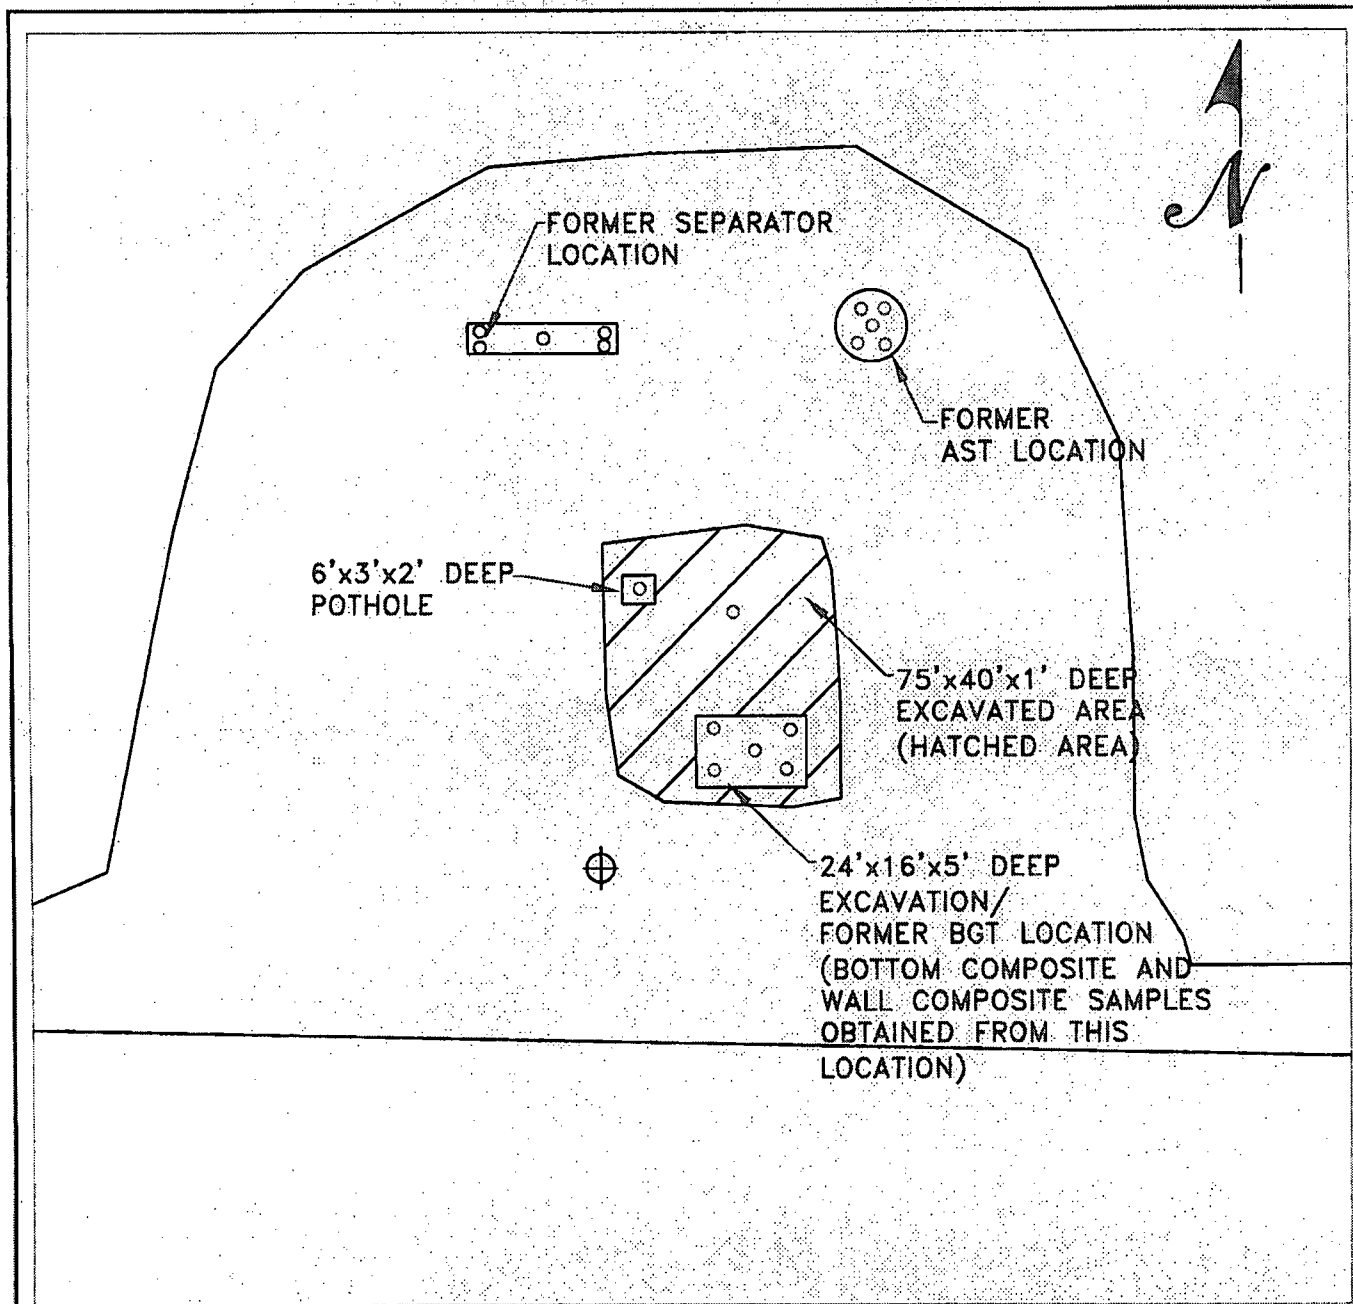 N
FORMER SEPARATOR
LOCATION
FORMER
AST LOCATION
6'x3'x2' DEEP
POTHOLE
75'x40'x1' DEEP
EXCAVATED AREA
(HATCHED AREA)
24'x16'x5' DEEP
EXCAVATION/
FORMER BGT LOCATION
(BOTTOM COMPOSITE AND
WALL COMPOSITE SAMPLES
OBTAINED FROM THIS
LOCATION)